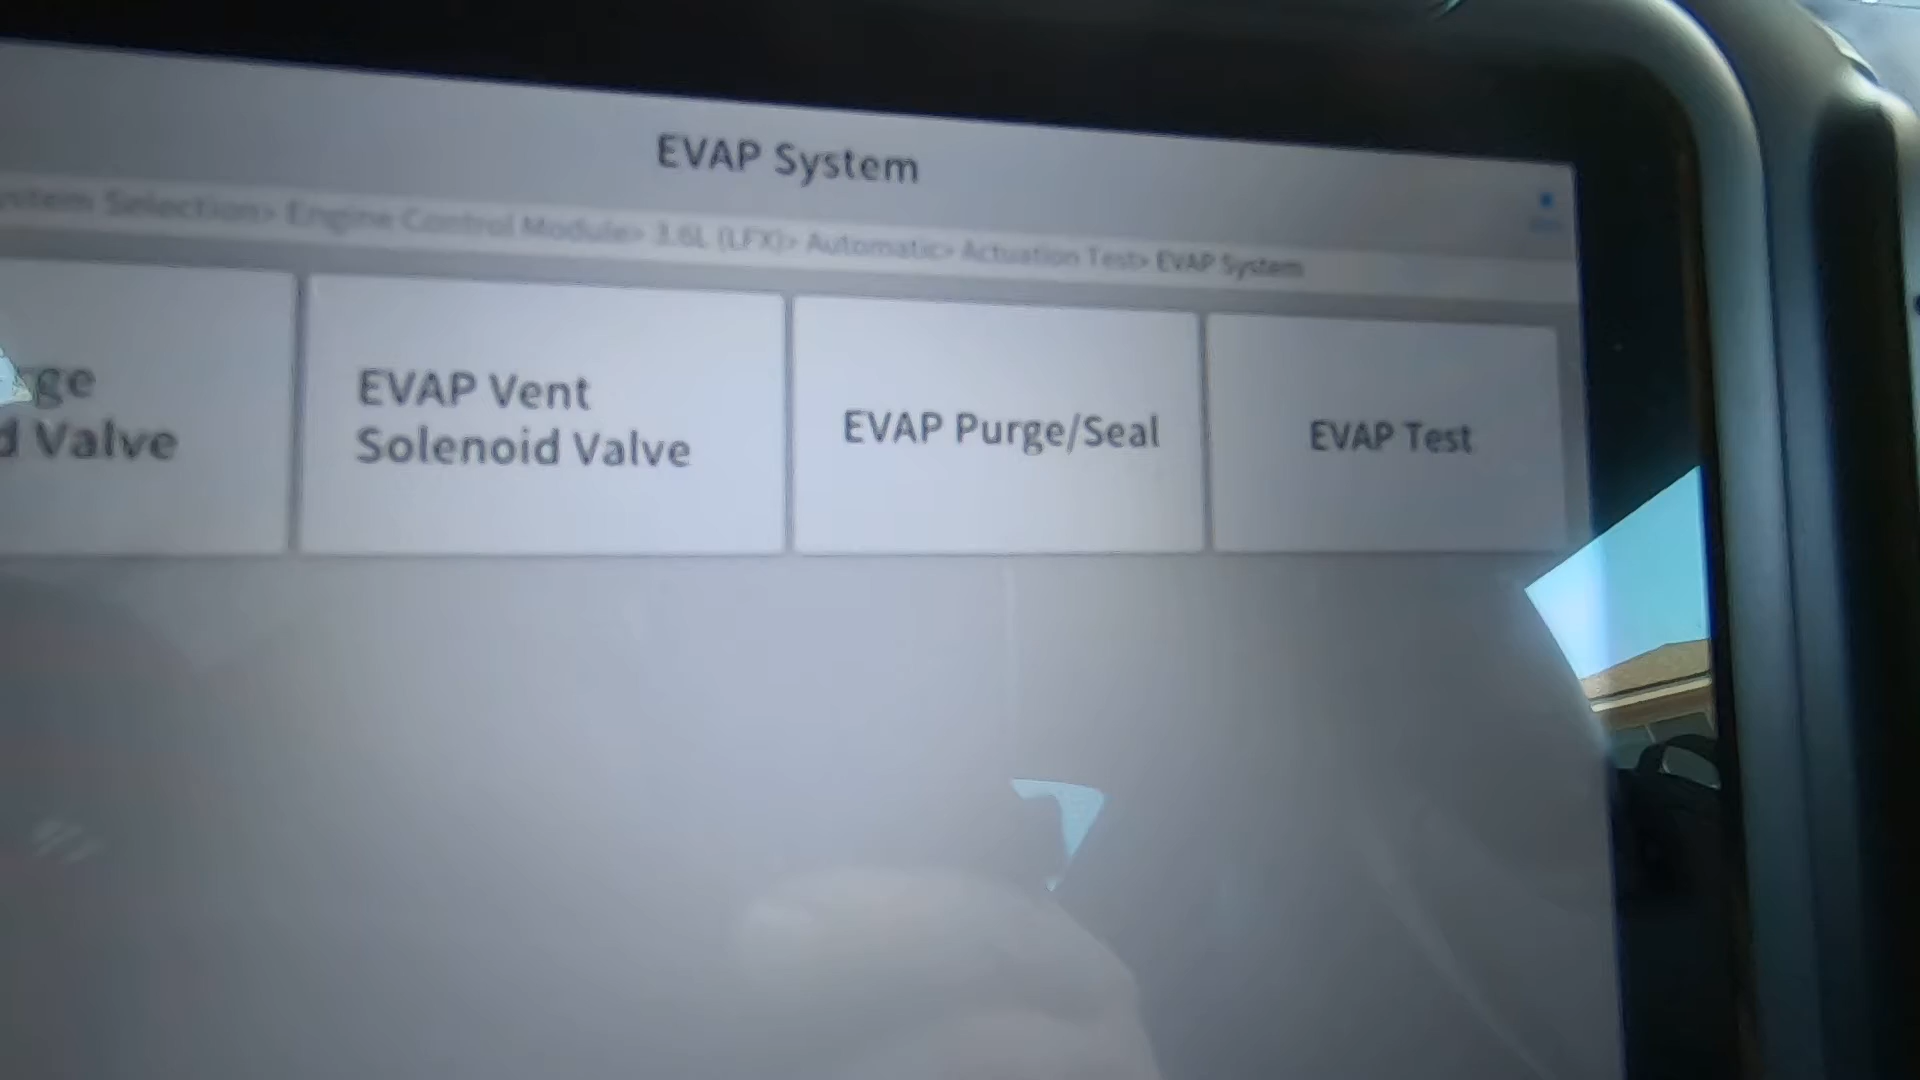 EVAP System
System Selection> Engine Control Module> 3.6L (LFX)> Automatic> Actuation Test> EVAP System
ge
d Valve
EVAP Vent
Solenoid Valve
EVAP Purge/Seal
EVAP Test